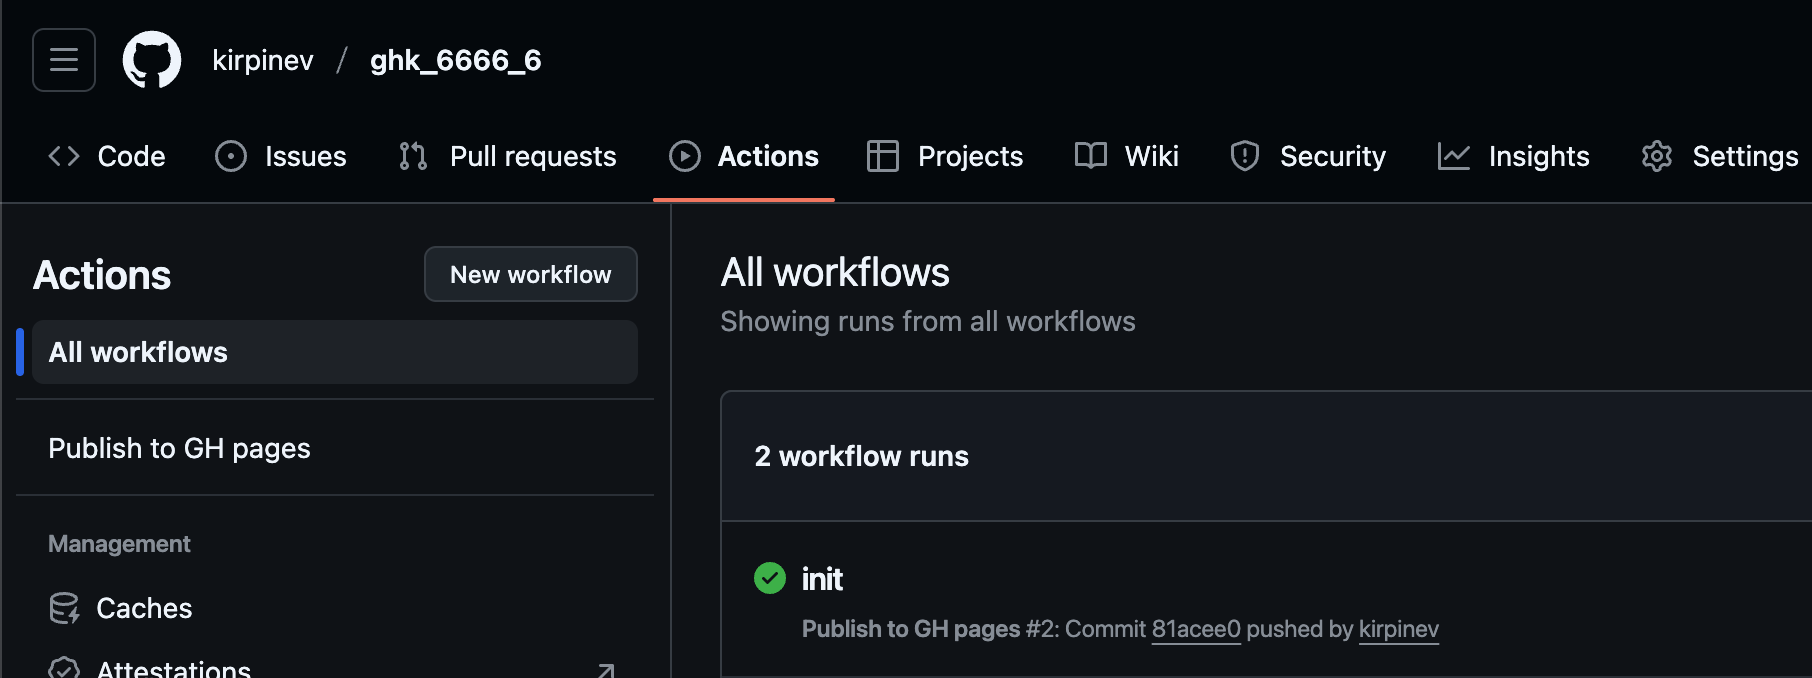 kirpinev / ghk_6666_6
Code Issues Pull requests Actions Projects Wiki Security Insights Settings
Actions
New workflow
All workflows
Publish to GH pages
Management
Caches
Attestations
All workflows
Showing runs from all workflows
2 workflow runs
init
Publish to GH pages #2: Commit 81acee0 pushed by kirpinev